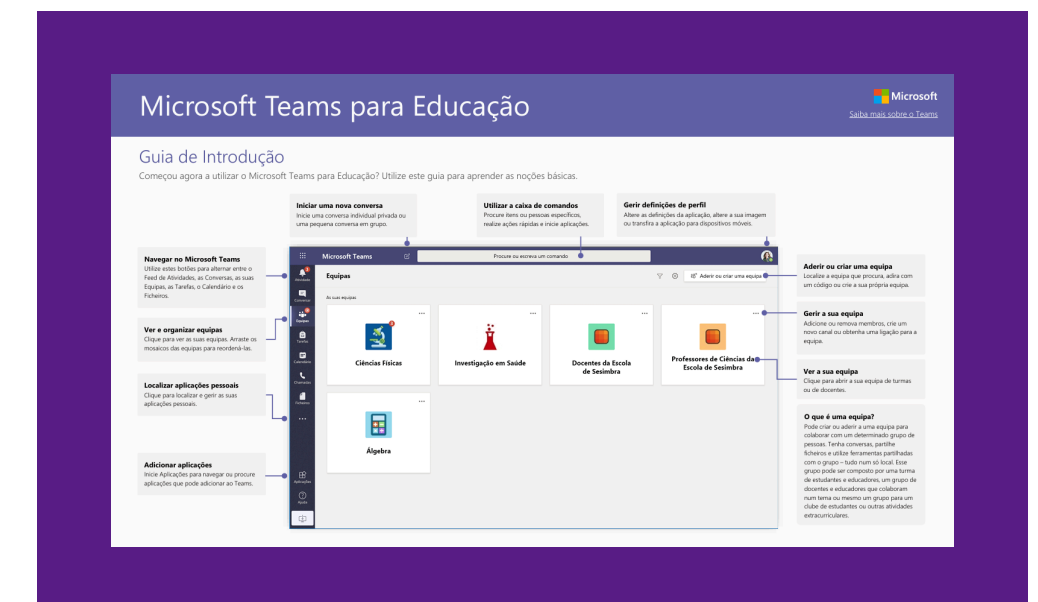 Microsoft Teams para Educação
Microsoft
Saiba mais sobre o Teams
Guia de Introdução
Começou agora a utilizar o Microsoft Teams para Educação? Utilize este guia para aprender as noções básicas.
Iniciar uma nova conversa
Inicie uma conversa individual privada ou
uma pequena conversa em grupo.
Utilizar a caixa de comandos
Procure itens ou pessoas específicos,
realize ações rápidas e inicie aplicações.
Gerir definições de perfil
Altere as definições da aplicação, altere a sua imagem
ou transfira a aplicação para dispositivos móveis.
Navegar no Microsoft Teams
Utilize estes botões para alternar entre o
Feed de Atividades, as Conversas, as suas
Equipas, as Tarefas, o Calendário e os
Ficheiros.
Ver e organizar equipas
Clique para ver as suas equipas. Arraste os
mosaicos das equipas para reordená-las.
Localizar aplicações pessoais
Clique para localizar e gerir as suas
aplicações pessoais.
Adicionar aplicações
Inicie Aplicações para navegar ou procure
aplicações que pode adicionar ao Teams.
Microsoft Teams
Procure ou escreva um comando
Equipas
Aderir ou criar uma equipa
As suas equipas
Atividade
Conversar
Equipas
Tarefas
Calendário
Chamadas
Ficheiros
Aplicações
Ajuda
Ciências Físicas
Investigação em Saúde
Docentes da Escola
de Sesimbra
Professores de Ciências da
Escola de Sesimbra
Álgebra
Aderir ou criar uma equipa
Localize a equipa que procura, adira com
um código ou crie a sua própria equipa.
Gerir a sua equipa
Adicione ou remova membros, crie um
novo canal ou obtenha uma ligação para a
equipa.
Ver a sua equipa
Clique para abrir a sua equipa de turmas
ou de docentes.
O que é uma equipa?
Pode criar ou aderir a uma equipa para
colaborar com um determinado grupo de
pessoas. Tenha conversas, partilhe
ficheiros e utilize ferramentas partilhadas
com o grupo – tudo num só local. Esse
grupo pode ser composto por uma turma
de estudantes e educadores, um grupo de
docentes e educadores que colaboram
num tema ou mesmo um grupo para um
clube de estudantes ou outras atividades
extracurriculares.